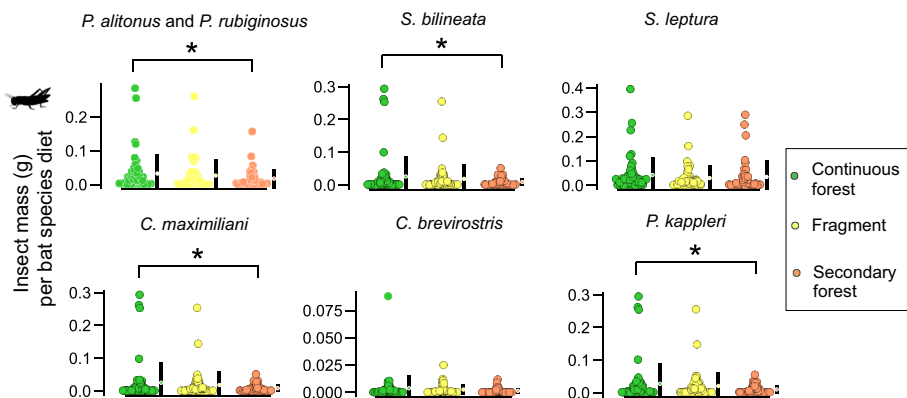 P. alitonus and P. rubiginosus
S. bilineata
S. leptura
*
*
0.2
0.1
0.0
0.3
0.2
0.1
0.0
0.4
0.3
0.2
0.1
0.0
Insect mass (g)
per bat species diet
Continuous
forest
Fragment
Secondary
forest
C. maximiliani
C. brevirostris
P. kappleri
*
*
0.3
0.2
0.1
0.0
0.075
0.050
0.025
0.000
0.3
0.2
0.1
0.0